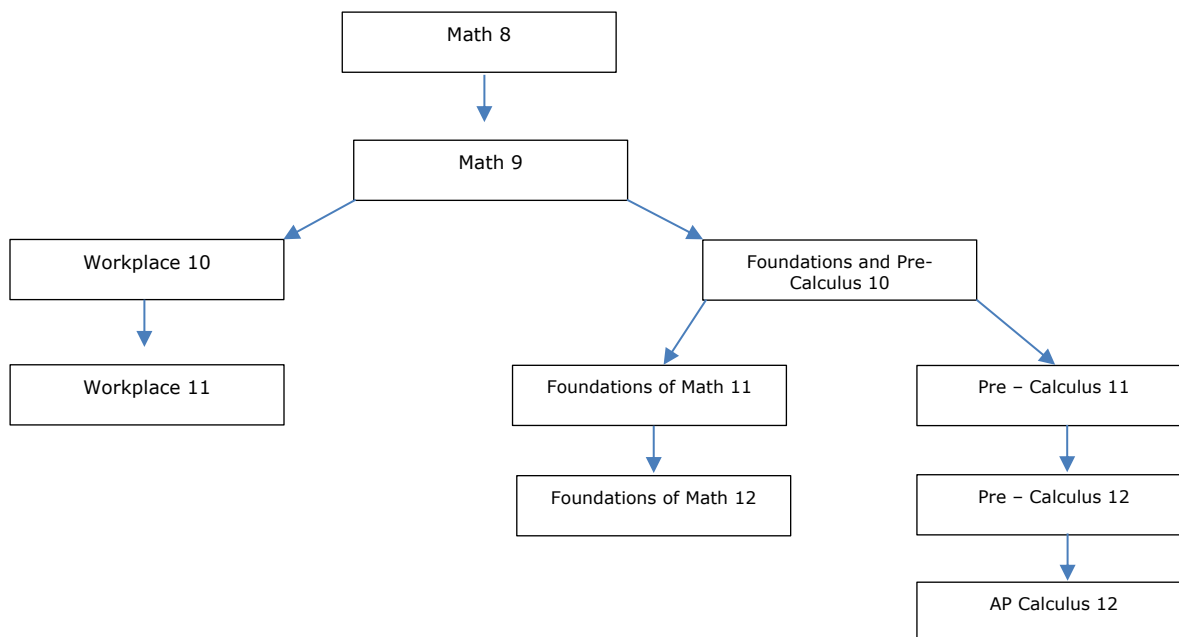 Math 8
Math 9
Workplace 10
Foundations and Pre-
Calculus 10
Workplace 11
Foundations of Math 11
Pre – Calculus 11
Foundations of Math 12
Pre – Calculus 12
AP Calculus 12